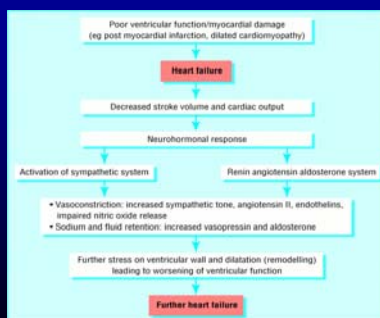 Poor ventricular function/myocardial damage
(eg post myocardial infarction, dilated cardiomyopathy)
Heart failure
Decreased stroke volume and cardiac output
Neurohormonal response
Activation of sympathetic system
Renin angiotensin aldosterone system
• Vasoconstriction: increased sympathetic tone, angiotensin II, endothelins,
impaired nitric oxide release
• Sodium and fluid retention: increased vasopressin and aldosterone
Further stress on ventricular wall and dilatation (remodelling)
leading to worsening of ventricular function
Further heart failure